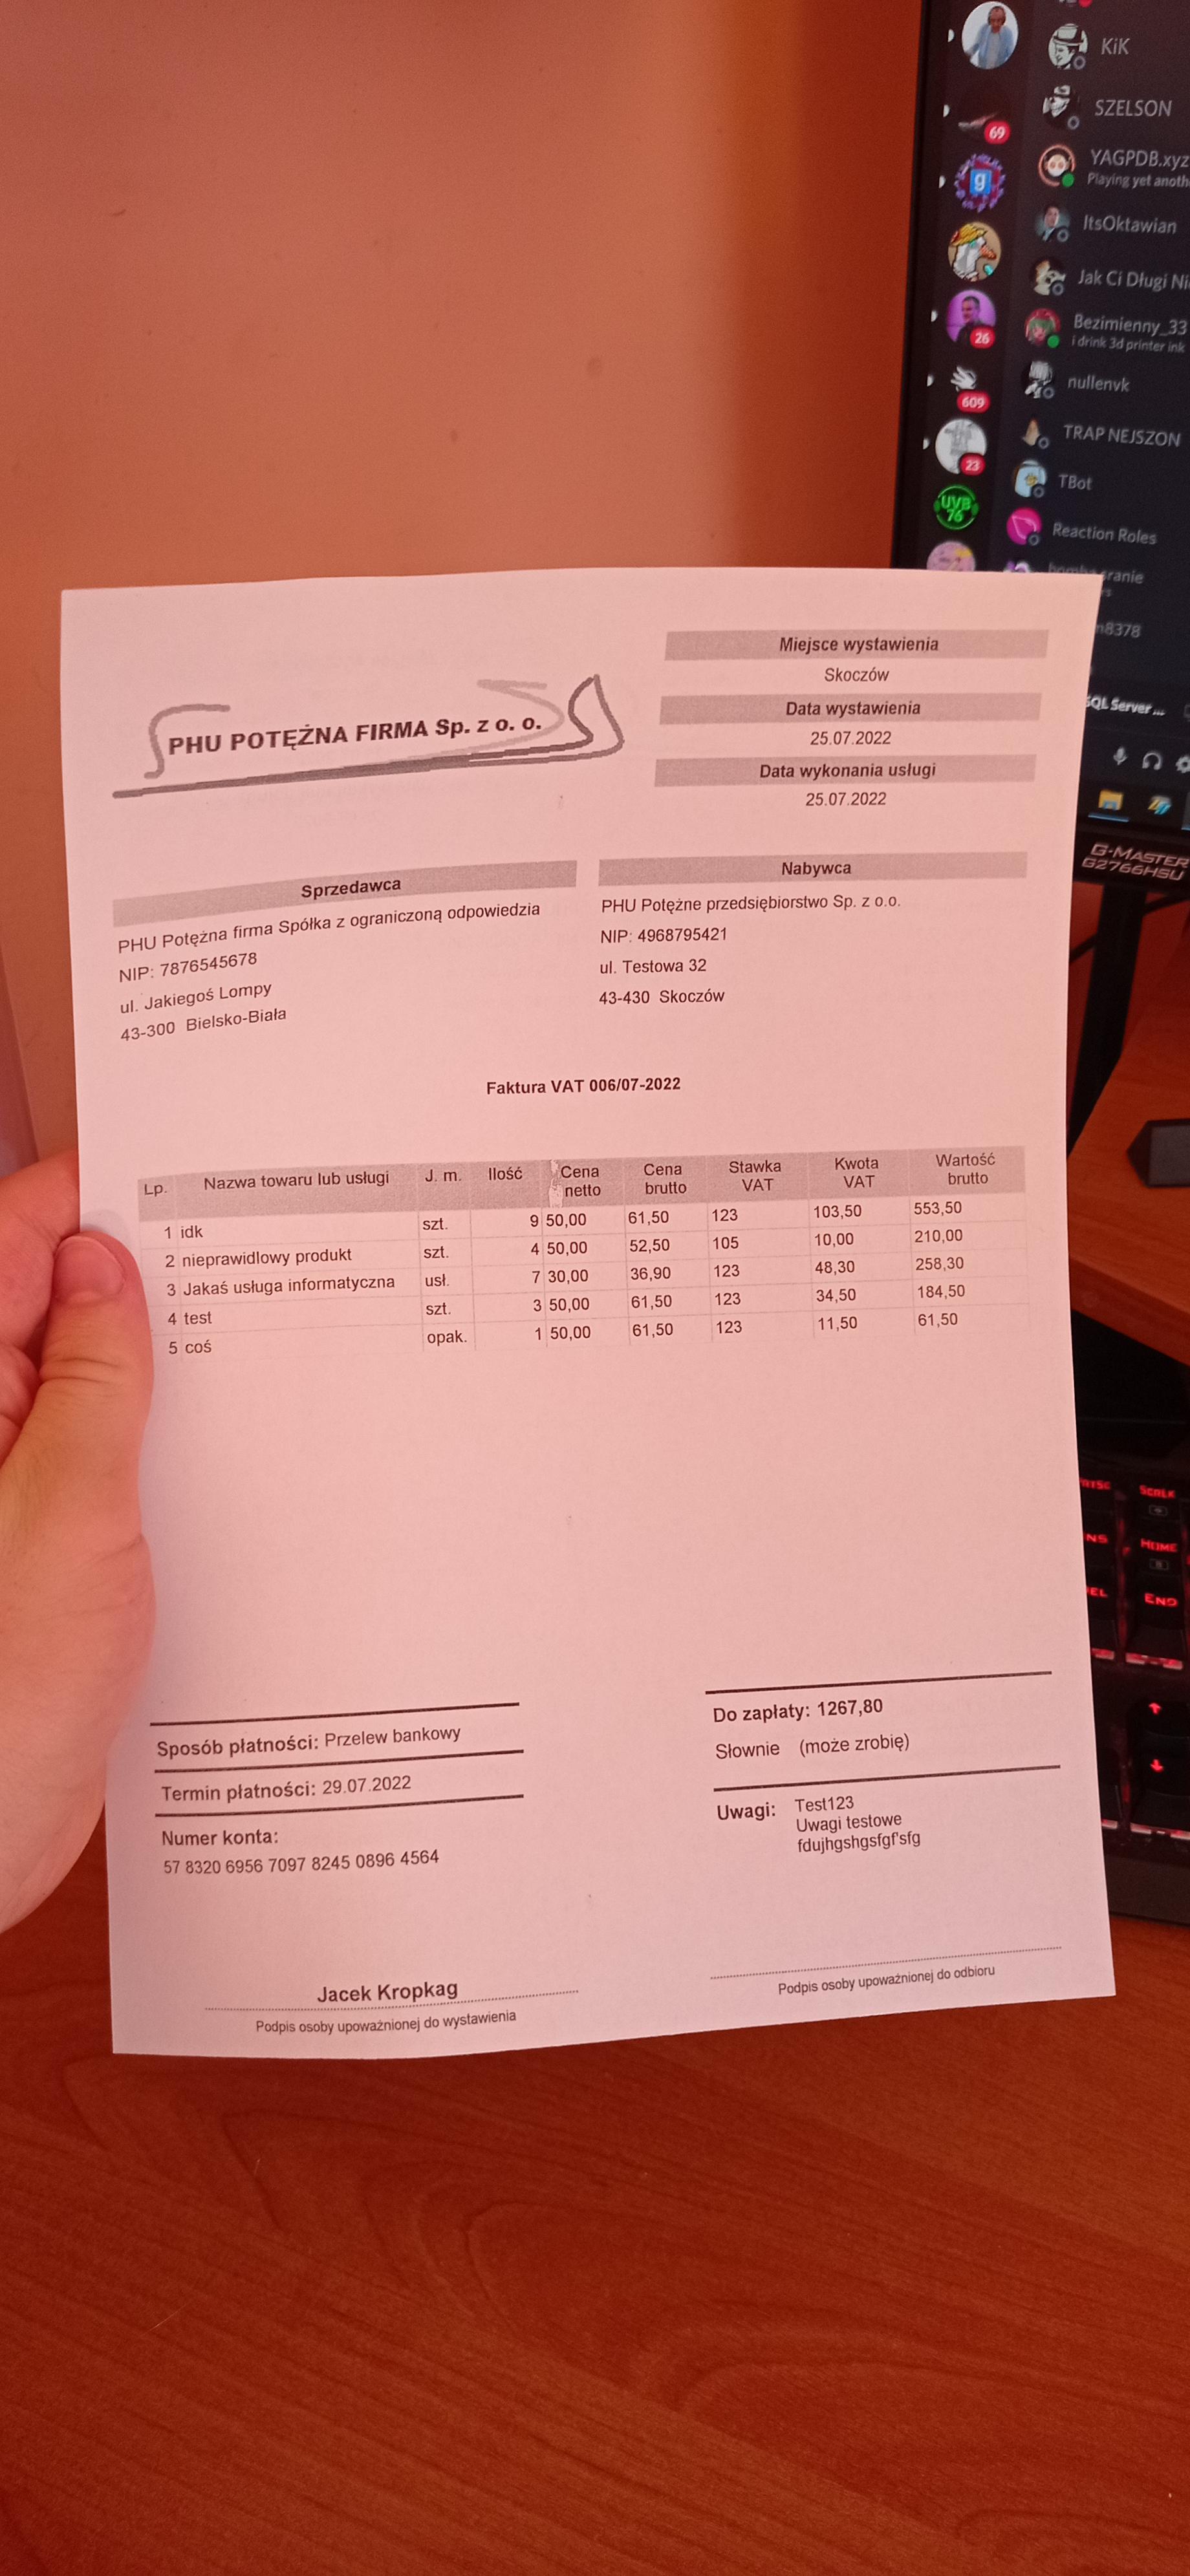 KiK
SZELSON
69
YAGPDB.xyz
Playing yet anoth
g
ItsOktawian
Jak Ci Długi Ni
26
Bezimienny_33
i drink 3d printer ink
609
nullenvk
23
TRAP NEJSZON
TBot
UVB
76
Reaction Roles
n8378
SQL Server ...
G-MASTER
G2766HSU
Miejsce wystawienia
Skoczów
Data wystawienia
25.07.2022
Data wykonania usługi
25.07.2022
PHU POTĘŻNA FIRMA Sp. z o. o.
Sprzedawca
PHU Potężna firma Spółka z ograniczoną odpowiedzia
NIP: 7876545678
ul. Jakiegoś Lompy
43-300 Bielsko-Biała
Nabywca
PHU Potężne przedsiębiorstwo Sp. z o.o.
NIP: 4968795421
ul. Testowa 32
43-430 Skoczów
Faktura VAT 006/07-2022
Lp. Nazwa towaru lub usługi J. m. Ilość Cena netto Cena brutto Stawka VAT Kwota VAT Wartość brutto
1 idk szt. 9 50,00 61,50 123 103,50 553,50
2 nieprawidlowy produkt szt. 4 50,00 52,50 105 10,00 210,00
3 Jakaś usługa informatyczna usł. 7 30,00 36,90 123 48,30 258,30
4 test szt. 3 50,00 61,50 123 34,50 184,50
5 coś opak. 1 50,00 61,50 123 11,50 61,50
Sposób płatności: Przelew bankowy
Termin płatności: 29.07.2022
Numer konta:
57 8320 6956 7097 8245 0896 4564
Do zapłaty: 1267,80
Słownie (może zrobię)
Uwagi: Test123
Uwagi testowe
fdujhgshgsfgf'sfg
Jacek Kropkag
Podpis osoby upoważnionej do wystawienia
Podpis osoby upoważnionej do odbioru
SCRLK
HOME
END